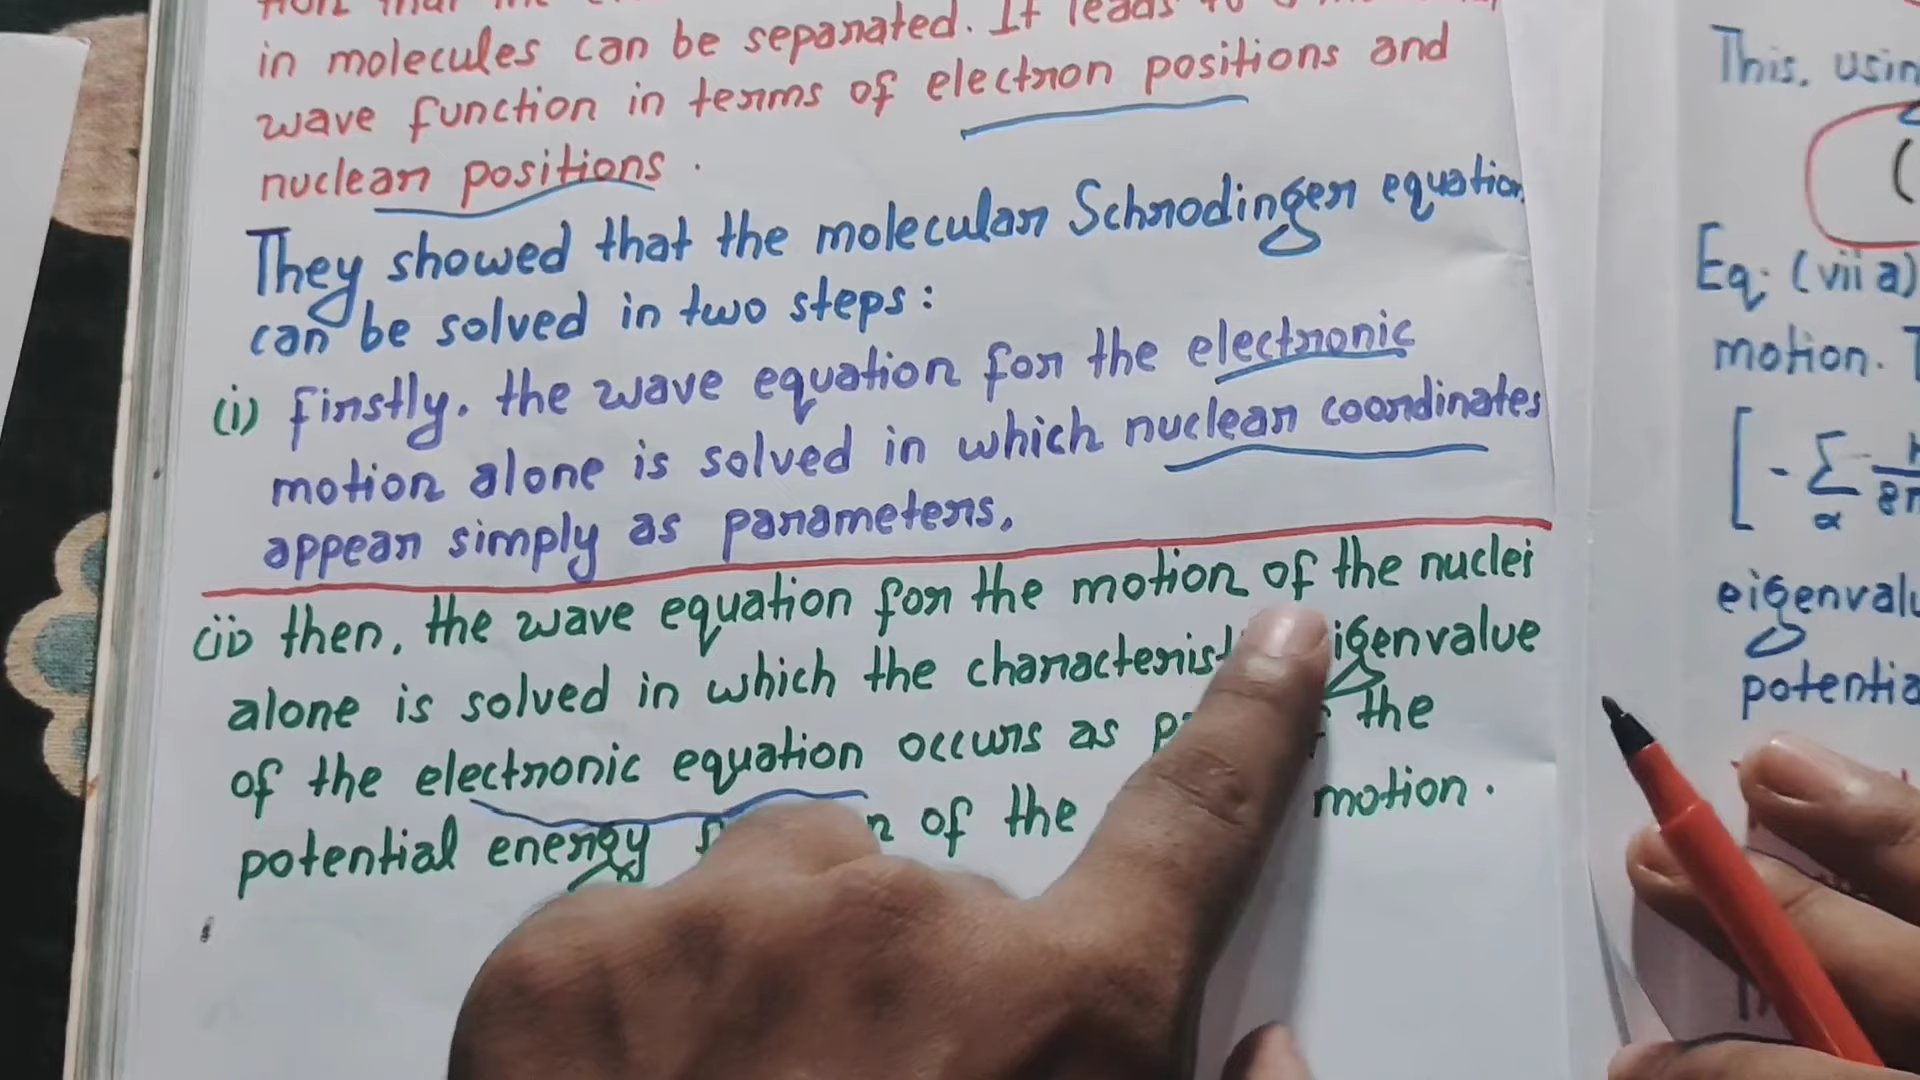 in molecules can be separated. It leads to a
wave function in terms of electron positions and
nuclear positions.
They showed that the molecular Schrodinger equation
can be solved in two steps:
(i) Firstly, the wave equation for the electronic
motion alone is solved in which nuclear coordinates
appear simply as parameters.
(ii) then, the wave equation for the motion of the nuclei
alone is solved in which the eigenvalue
of the electronic equation occurs as the
potential energy of the motion.
This, using
Eq. (vii a)
motion.
[ - Σ
α